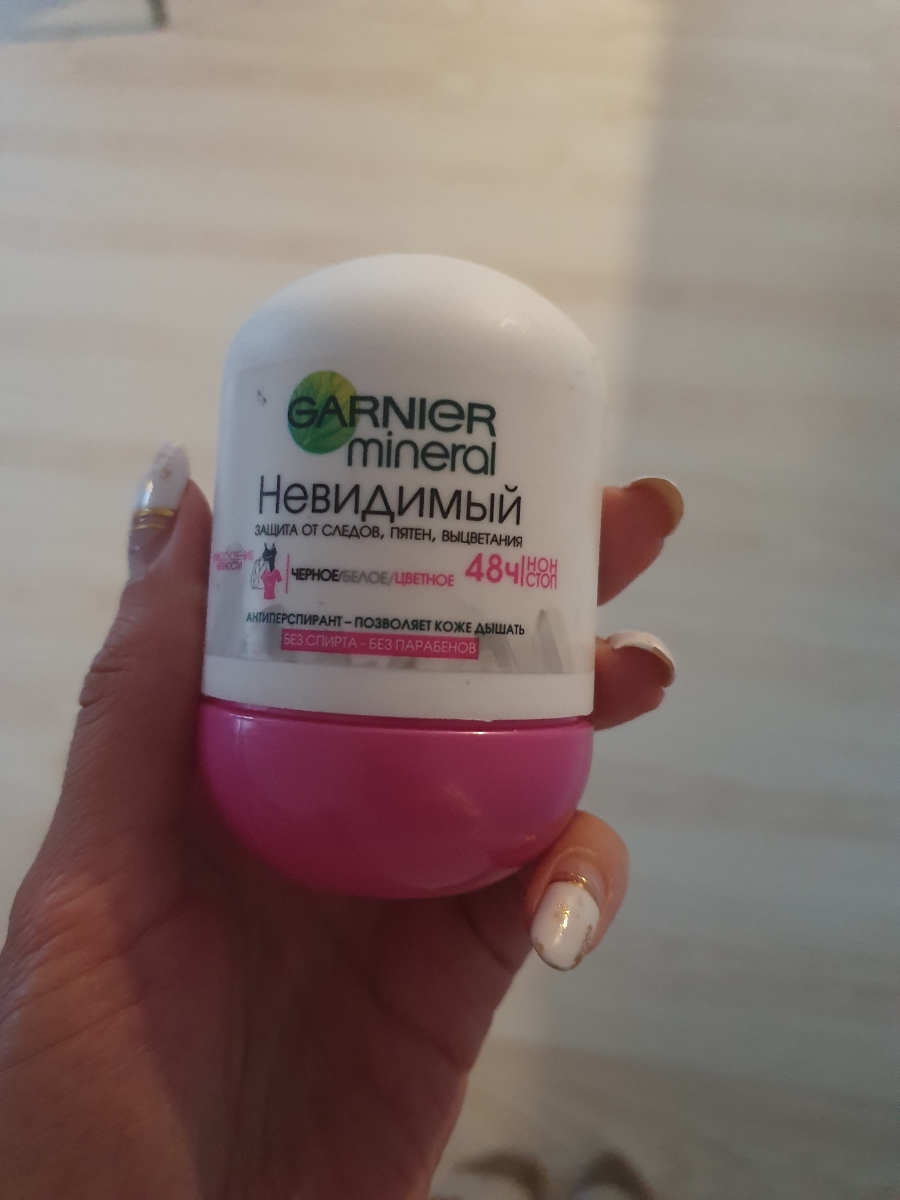 GARNIER
mineral
Невидимый
ЗАЩИТА ОТ СЛЕДОВ, ПЯТЕН, ВЫЦВЕТАНИЯ
ЧЕРНОЕ/БЕЛОЕ/ЦВЕТНОЕ
48ч
НОН
СТОП
АНТИПЕРСПИРАНТ – ПОЗВОЛЯЕТ КОЖЕ ДЫШАТЬ
БЕЗ СПИРТА - БЕЗ ПАРАБЕНОВ